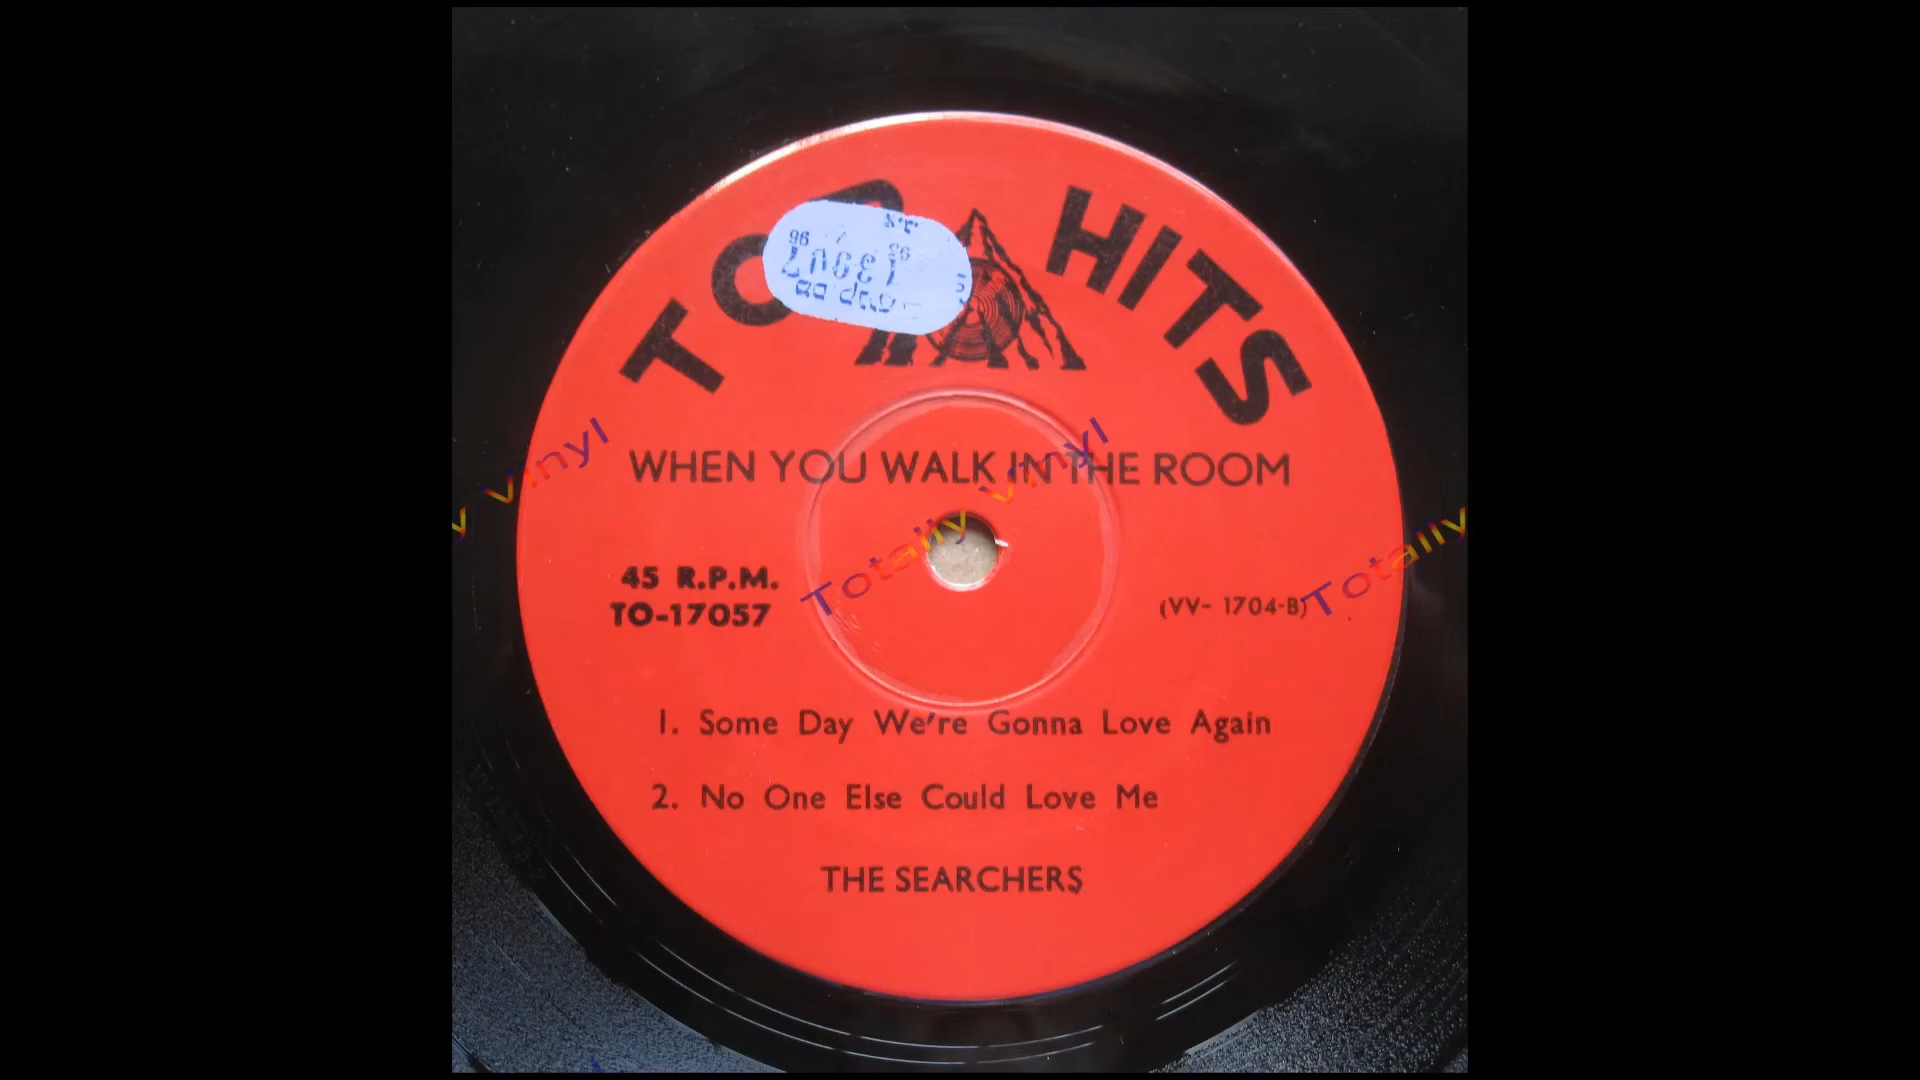 TOP HITS
WHEN YOU WALK IN THE ROOM
45 R.P.M.
TO-17057
(VV- 1704-B)
1. Some Day We're Gonna Love Again
2. No One Else Could Love Me
THE SEARCHERS
Totally Vinyl